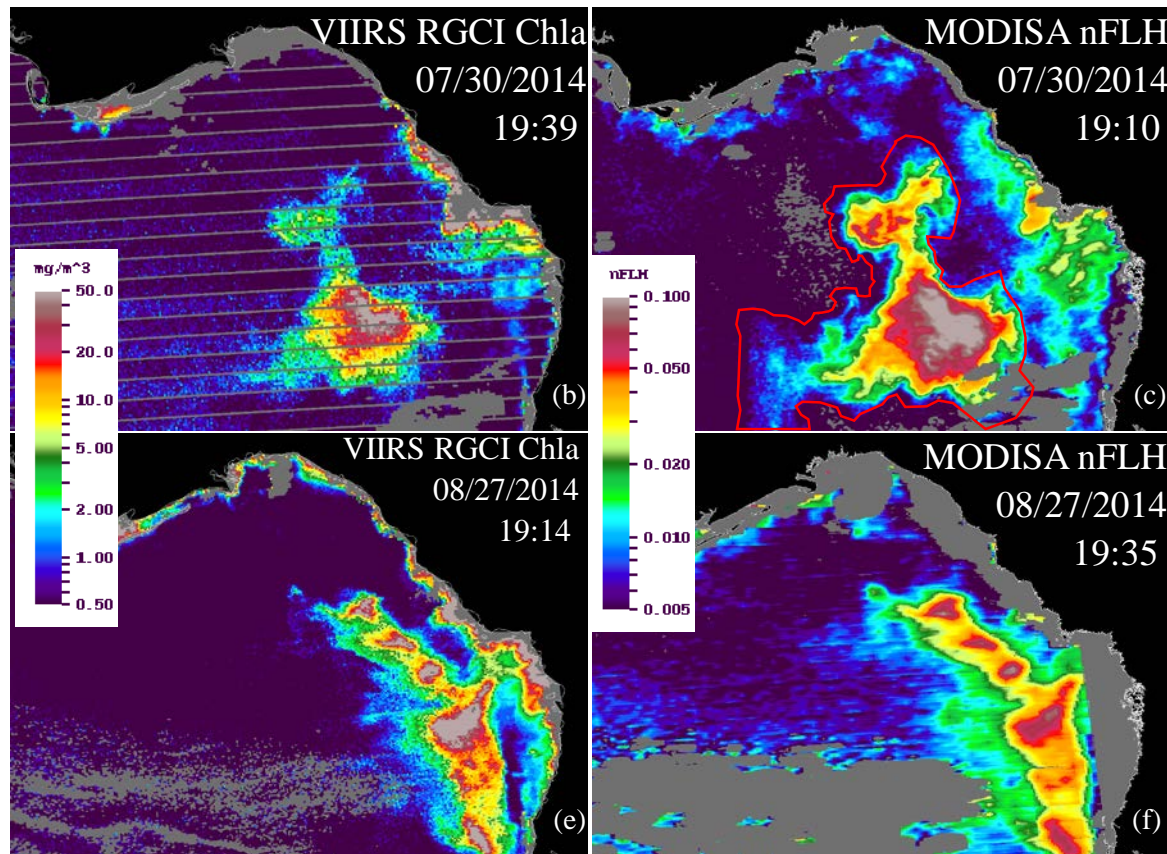 VIIRS RGCI Chla
07/30/2014
19:39
mg/m^3
50.0
20.0
10.0
5.00
2.00
1.00
0.50
(b)
MODISA nFLH
07/30/2014
19:10
nFLH
0.100
0.050
0.020
0.010
0.005
(c)
VIIRS RGCI Chla
08/27/2014
19:14
(e)
MODISA nFLH
08/27/2014
19:35
(f)